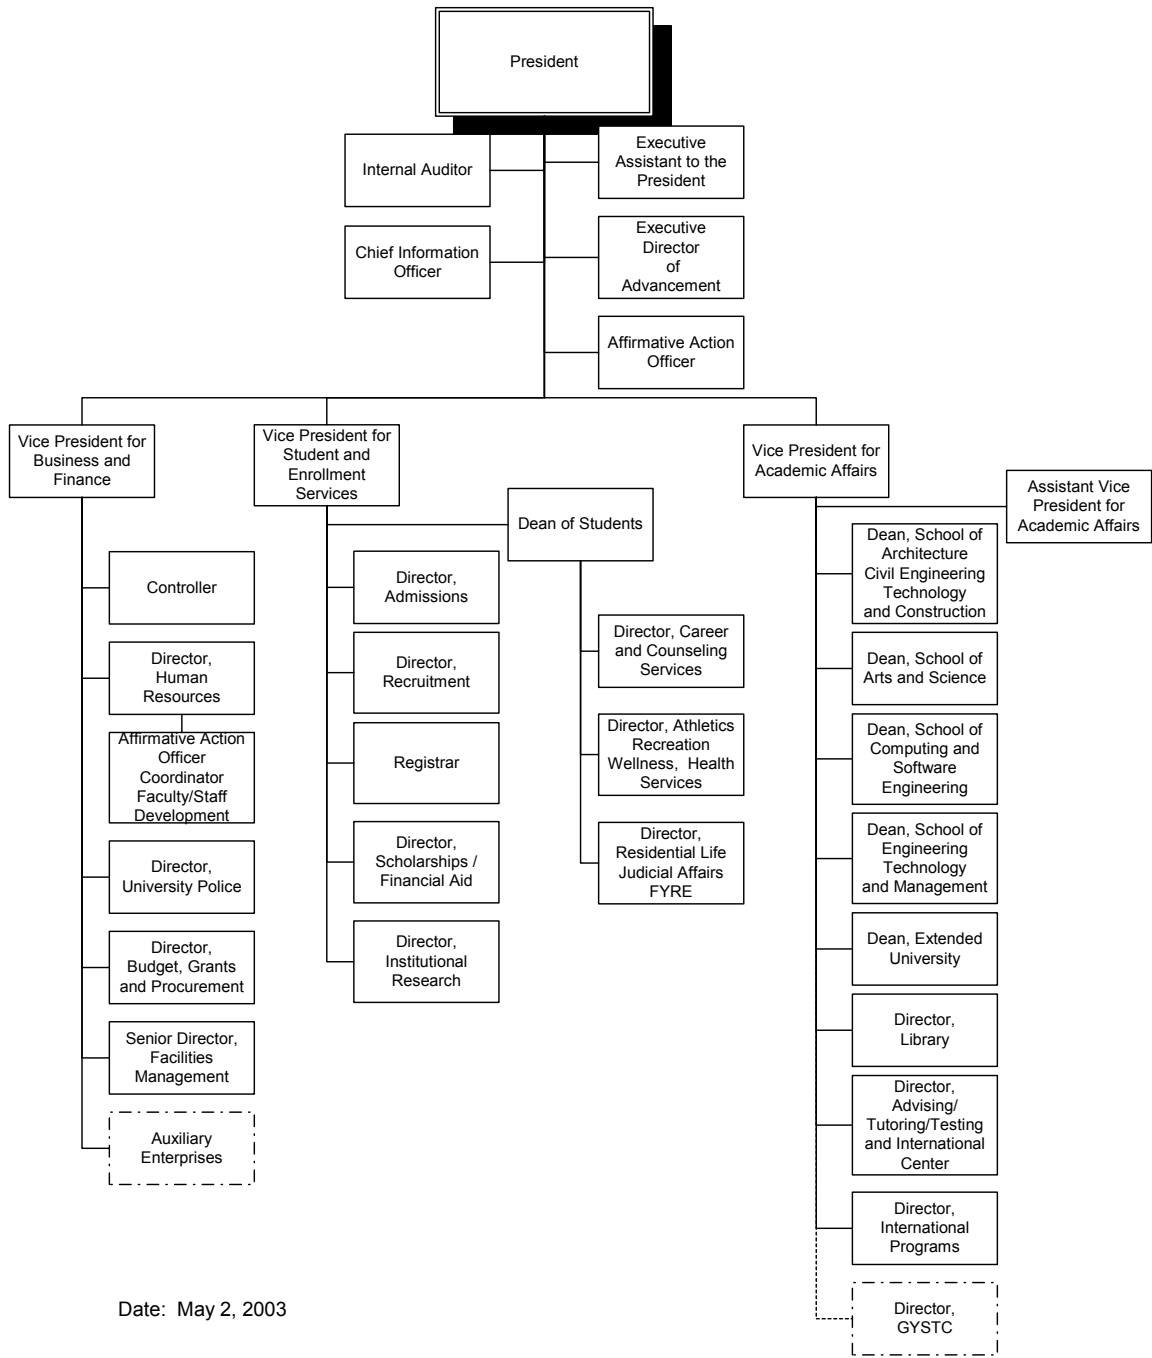 President
Internal Auditor
Executive
Assistant to the
President
Chief Information
Officer
Executive
Director
of
Advancement
Affirmative Action
Officer
Vice President for
Business and
Finance
Controller
Director,
Human
Resources
Affirmative Action
Officer
Coordinator
Faculty/Staff
Development
Director,
University Police
Director,
Budget, Grants
and Procurement
Senior Director,
Facilities
Management
Auxiliary
Enterprises
Vice President for
Student and
Enrollment
Services
Dean of Students
Director,
Admissions
Director,
Recruitment
Registrar
Director,
Scholarships /
Financial Aid
Director,
Institutional
Research
Director, Career
and Counseling
Services
Director, Athletics
Recreation
Wellness, Health
Services
Director,
Residential Life
Judicial Affairs
FYRE
Vice President for
Academic Affairs
Assistant Vice
President for
Academic Affairs
Dean, School of
Architecture
Civil Engineering
Technology
and Construction
Dean, School of
Arts and Science
Dean, School of
Computing and
Software
Engineering
Dean, School of
Engineering
Technology
and Management
Dean, Extended
University
Director,
Library
Director,
Advising/
Tutoring/Testing
and International
Center
Director,
International
Programs
Director,
GYSTC
Date: May 2, 2003